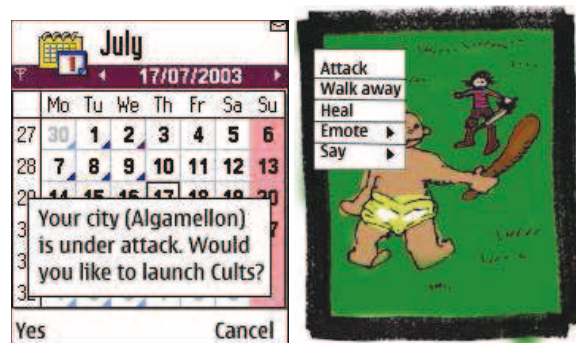 July
17/07/2003
Mo Tu We Th Fr Sa Su
27 30 1 2 3 4 5 6
28 7 8 9 10 11 12 13
Your city (Algamellon)
is under attack. Would
you like to launch Cults?
Yes Cancel
Attack
Walk away
Heal
Emote
Say